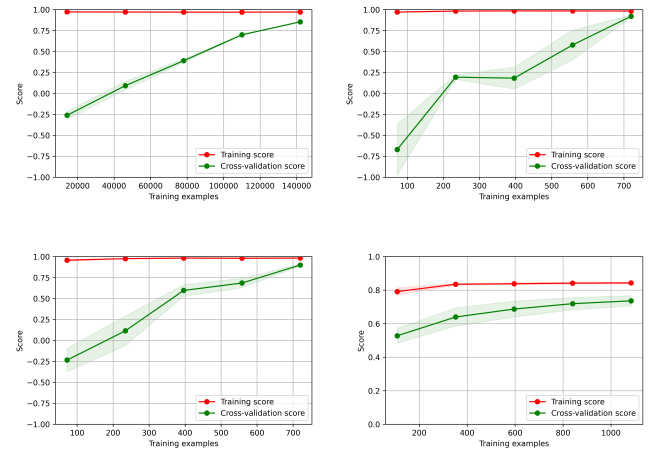 1.00
0.75
0.50
0.25
0.00
−0.25
−0.50
−0.75
−1.00
Score
20000 40000 60000 80000 100000 120000 140000
Training examples
Training score
Cross-validation score
1.00
0.75
0.50
0.25
0.00
−0.25
−0.50
−0.75
−1.00
Score
100 200 300 400 500 600 700
Training examples
Training score
Cross-validation score
1.00
0.75
0.50
0.25
0.00
−0.25
−0.50
−0.75
−1.00
Score
100 200 300 400 500 600 700
Training examples
Training score
Cross-validation score
1.0
0.8
0.6
0.4
0.2
0.0
Score
200 400 600 800 1000
Training examples
Training score
Cross-validation score